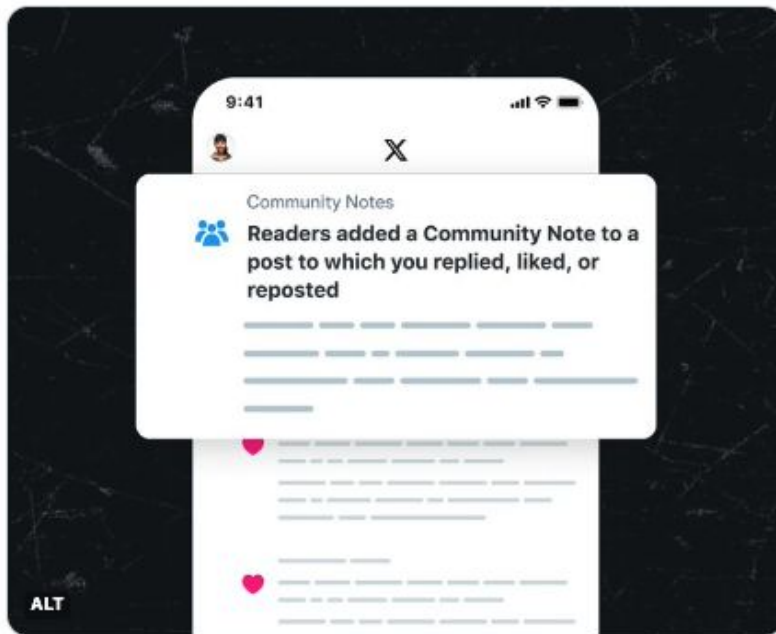 9:41
Community Notes
Readers added a Community Note to a
post to which you replied, liked, or
reposted
ALT